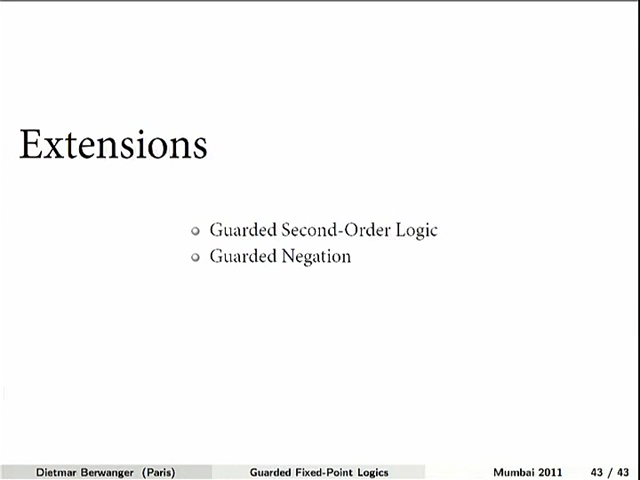 Extensions
Guarded Second-Order Logic
Guarded Negation
Dietmar Berwanger (Paris) Guarded Fixed-Point Logics Mumbai 2011 43 / 43